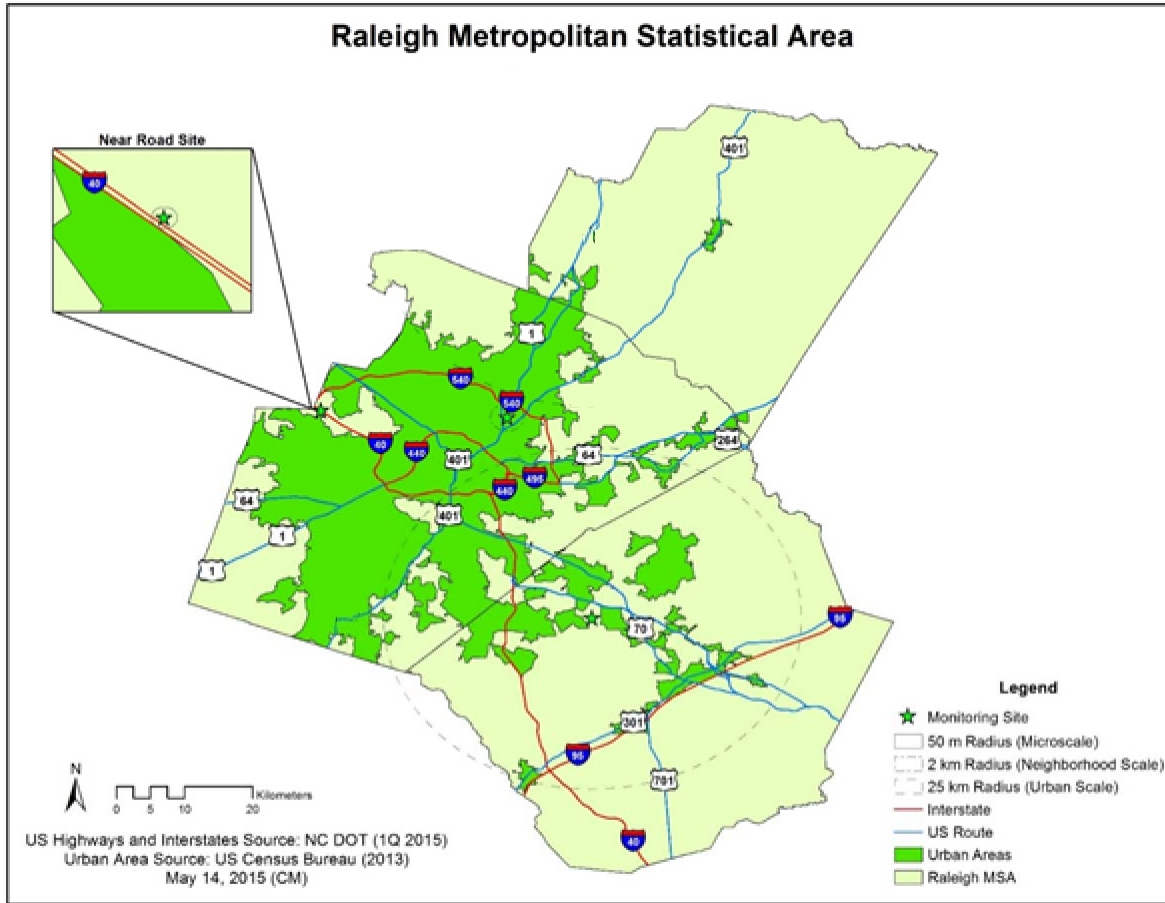 Raleigh Metropolitan Statistical Area
Near Road Site
40
401
1
540
540
40
440
401
64
264
495
440
64
401
1
1
70
95
301
95
701
40
N
0 5 10 20 Kilometers
US Highways and Interstates Source: NC DOT (1Q 2015)
Urban Area Source: US Census Bureau (2013)
May 14, 2015 (CM)
Legend
Monitoring Site
50 m Radius (Microscale)
2 km Radius (Neighborhood Scale)
25 km Radius (Urban Scale)
Interstate
US Route
Urban Areas
Raleigh MSA